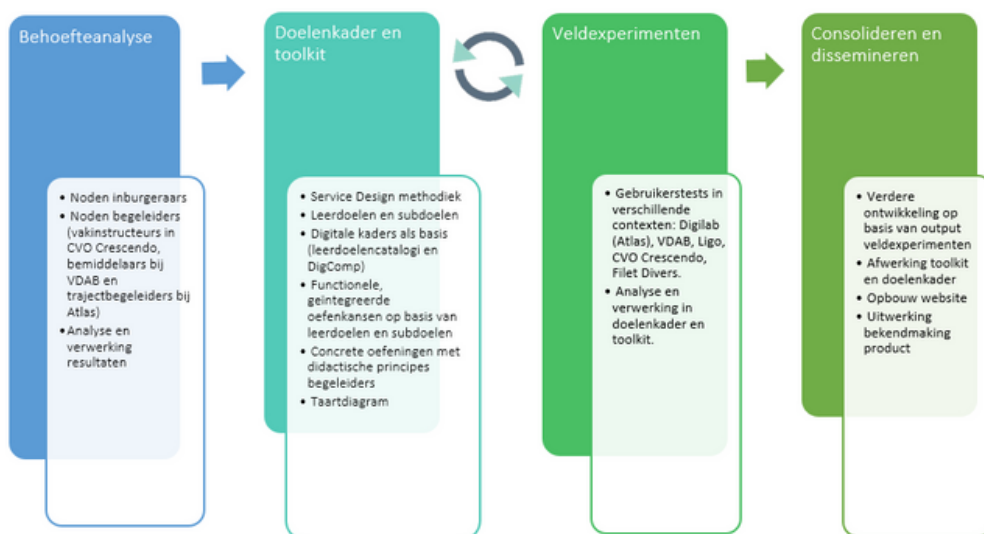 Behoefteanalyse
• Noden inburgeraars
• Noden begeleiders
(vakinstructeurs in
CVO Crescendo,
bemiddelaars bij
VDAB en
trajectbegeleiders bij
Atlas)
• Analyse en
verwerking
resultaten
Doelenkader en
toolkit
• Service Design methodiek
• Leerdoelen en subdoelen
• Digitale kaders als basis
(leerdoelencatalogi en
DigComp)
• Functionele,
geïntegreerde
oefenkansen op basis van
leerdoelen en subdoelen
• Concrete oefeningen met
didactische principes
begeleiders
• Taartdiagram
Veldexperimenten
• Gebruikerstests in
verschillende
contexten: Digilab
(Atlas), VDAB, Ligo,
CVO Crescendo,
Filet Divers.
• Analyse en
verwerking in
doelenkader en
toolkit.
Consolideren en
dissemineren
• Verdere
ontwikkeling op
basis van output
veldexperimenten
• Afwerking toolkit
en doelenkader
• Opbouw website
• Uitwerking
bekendmaking
product